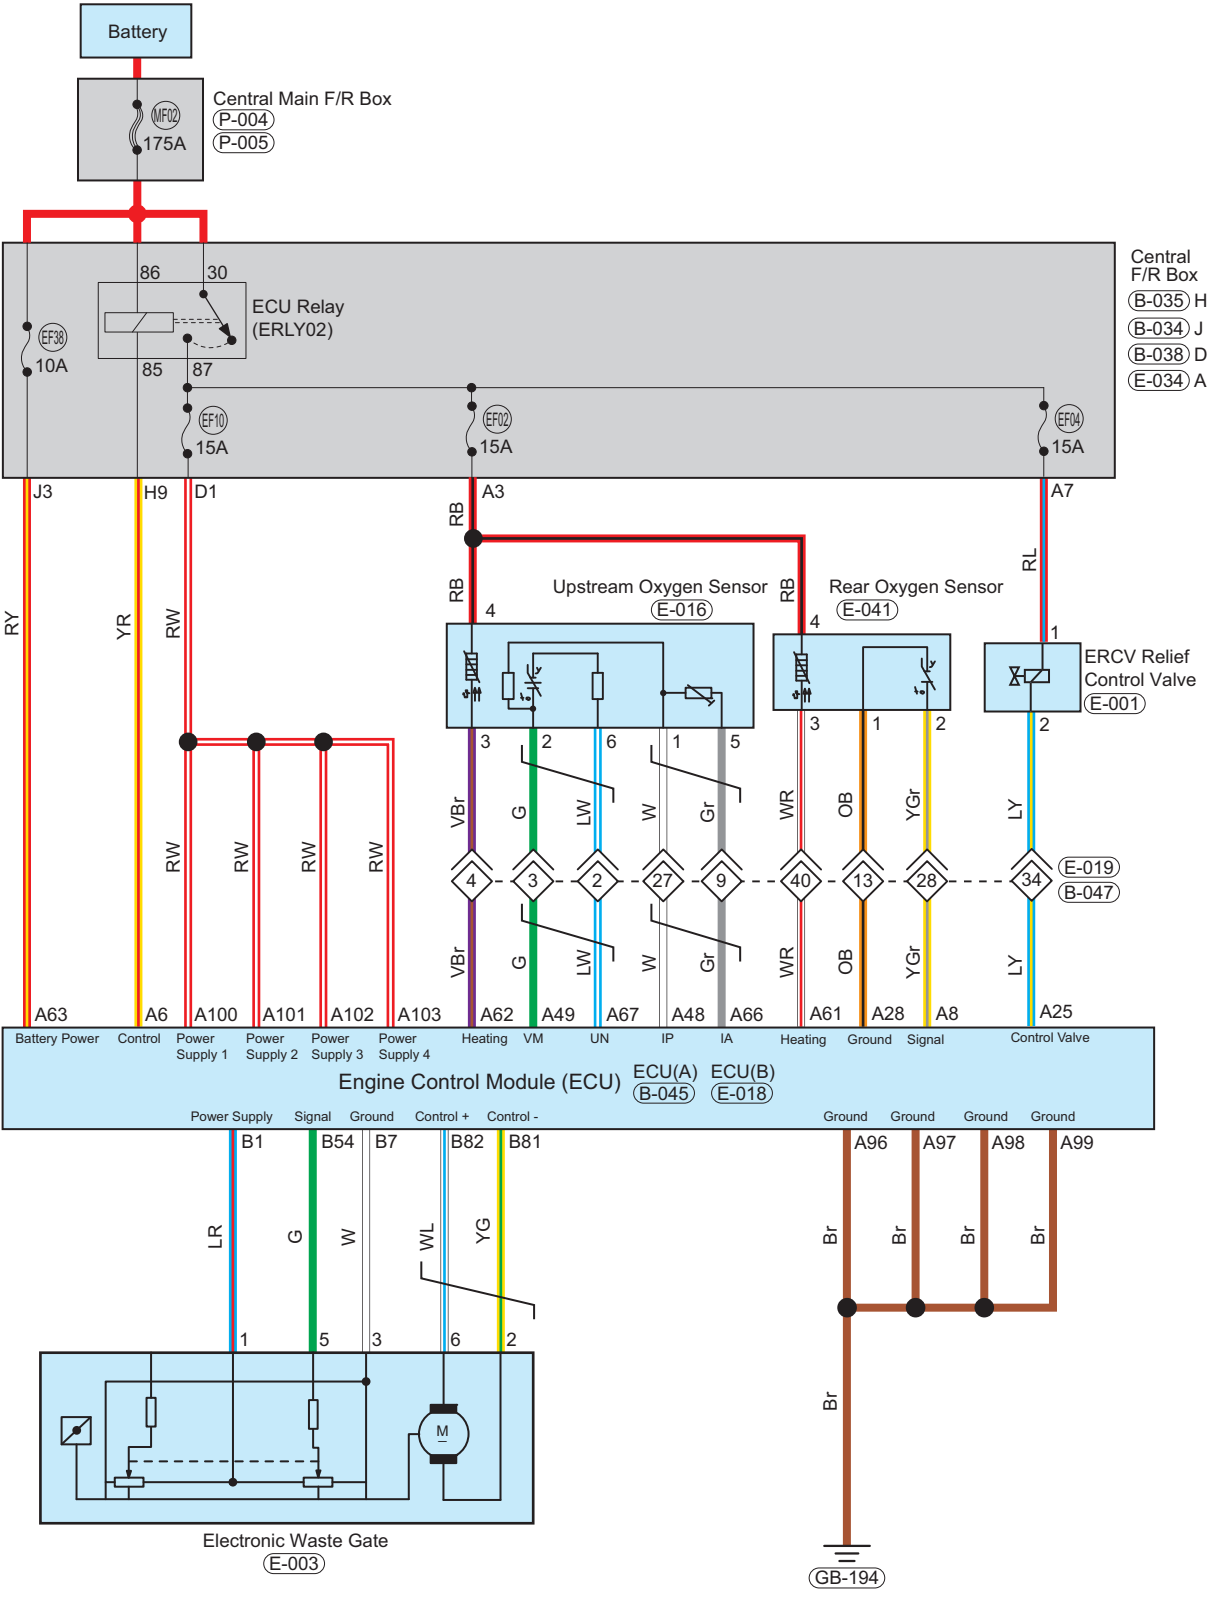 Battery
MF02
175A
Central Main F/R Box
P-004
P-005
86
30
ECU Relay
(ERLY02)
EF38
10A
85
87
EF10
15A
EF02
15A
EF04
15A
Central
F/R Box
B-035 H
B-034 J
B-038 D
E-034 A
J3
H9
D1
A3
A7
RB
RL
RY
YR
RW
RB
RB
Upstream Oxygen Sensor
E-016
Rear Oxygen Sensor
E-041
4
4
1
ERCV Relief
Control Valve
E-001
3
2
6
1
5
3
1
2
2
VBr
G
LW
W
Gr
WR
OB
YGr
LY
RW
RW
RW
RW
4
3
2
27
9
40
13
28
34
E-019
B-047
VBr
G
LW
W
Gr
WR
OB
YGr
LY
A63
A6
A100
A101
A102
A103
A62
A49
A67
A48
A66
A61
A28
A8
A25
Battery Power
Control
Power
Supply 1
Power
Supply 2
Power
Supply 3
Power
Supply 4
Heating
VM
UN
IP
IA
Heating
Ground
Signal
Control Valve
Engine Control Module (ECU)
ECU(A)
B-045
ECU(B)
E-018
Power Supply
Signal
Ground
Control +
Control -
Ground
Ground
Ground
Ground
B1
B54
B7
B82
B81
A96
A97
A98
A99
LR
G
W
WL
YG
Br
Br
Br
Br
1
5
3
6
2
M
Br
Electronic Waste Gate
E-003
GB-194